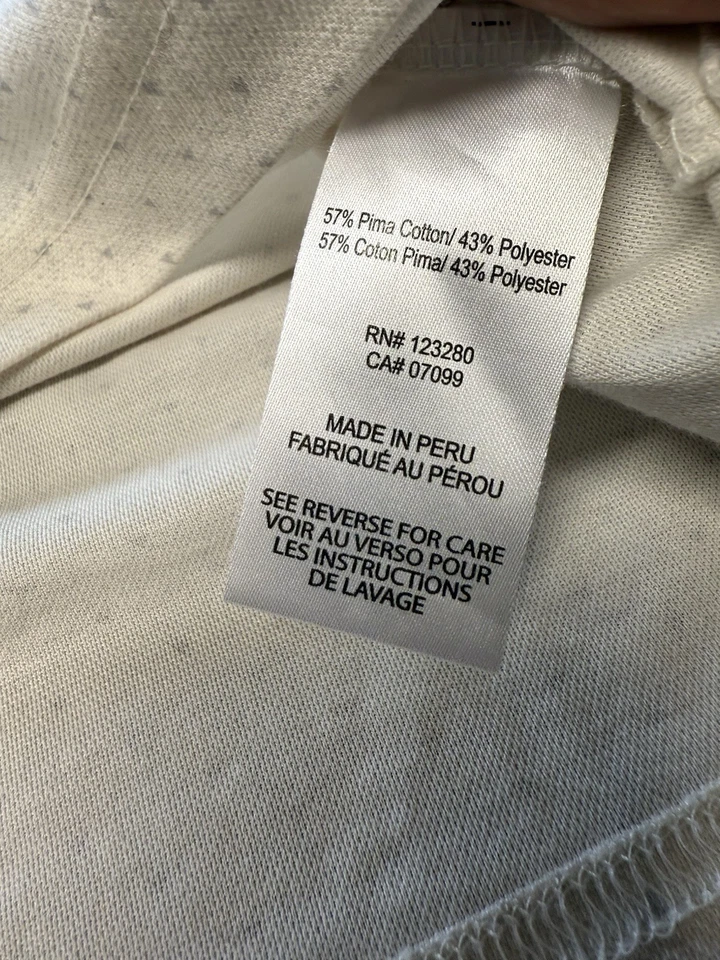 57% Pima Cotton/ 43% Polyester
57% Coton Pima/ 43% Polyester
RN# 123280
CA# 07099
MADE IN PERU
FABRIQUÉ AU PÉROU
SEE REVERSE FOR CARE
VOIR AU VERSO POUR
LES INSTRUCTIONS
DE LAVAGE